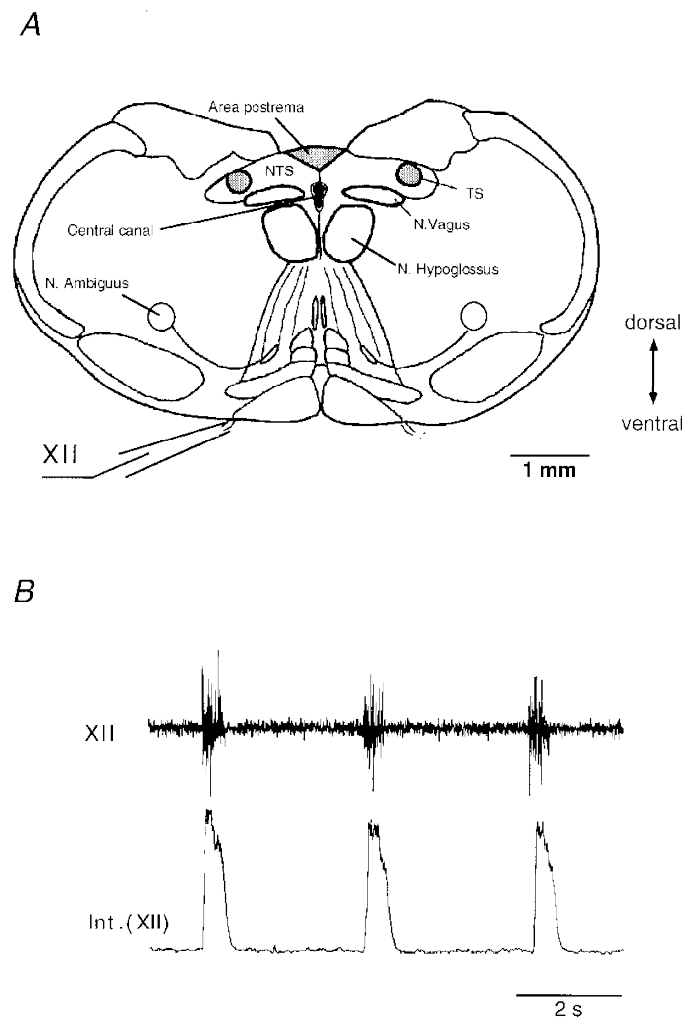 A
Area postrema
NTS
TS
Central canal
N.Vagus
N. Hypoglossus
N. Ambiguus
dorsal
ventral
XII
1 mm
B
XII
Int.(XII)
2 s